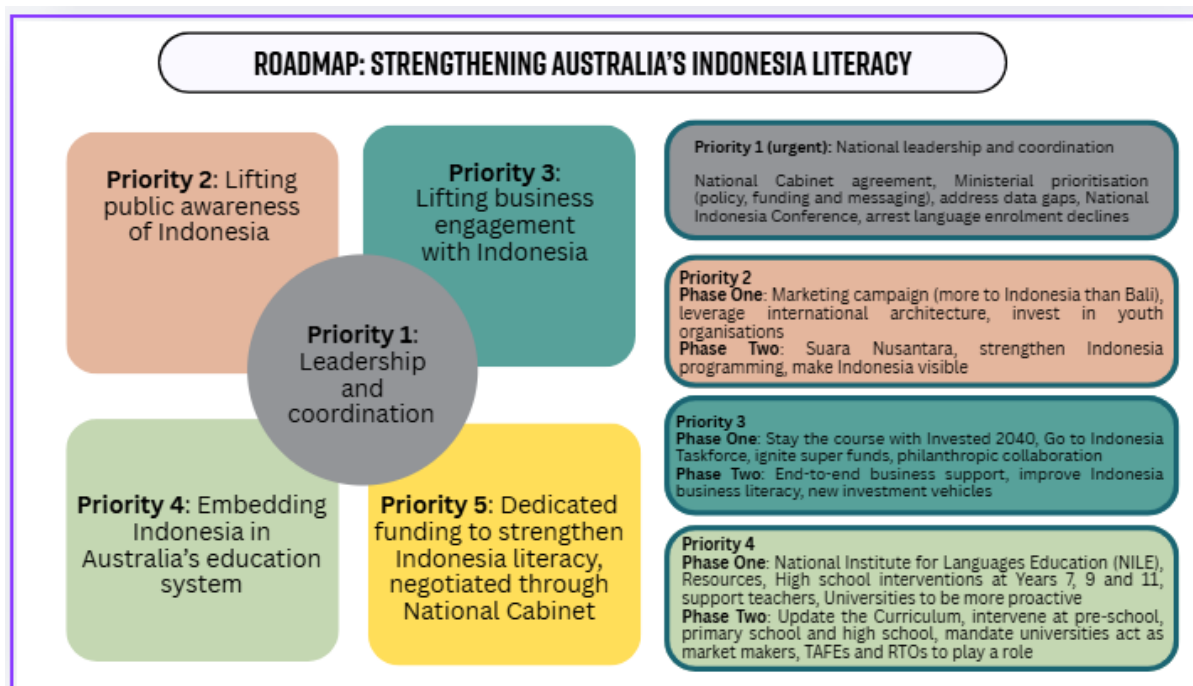 ROADMAP: STRENGTHENING AUSTRALIA'S INDONESIA LITERACY
Priority 2: Lifting
public awareness
of Indonesia
Priority 3:
Lifting business
engagement
with Indonesia
Priority 1:
Leadership
and
coordination
Priority 4: Embedding
Indonesia in
Australia's education
system
Priority 5: Dedicated
funding to strengthen
Indonesia literacy,
negotiated through
National Cabinet
Priority 1 (urgent): National leadership and coordination
National Cabinet agreement, Ministerial prioritisation
(policy, funding and messaging), address data gaps, National
Indonesia Conference, arrest language enrolment declines
Priority 2
Phase One: Marketing campaign (more to Indonesia than Bali),
leverage international architecture, invest in youth
organisations
Phase Two: Suara Nusantara, strengthen Indonesia
programming, make Indonesia visible
Priority 3
Phase One: Stay the course with Invested 2040, Go to Indonesia
Taskforce, ignite super funds, philanthropic collaboration
Phase Two: End-to-end business support, improve Indonesia
business literacy, new investment vehicles
Priority 4
Phase One: National Institute for Languages Education (NILE),
Resources, High school interventions at Years 7, 9 and 11,
support teachers, Universities to be more proactive
Phase Two: Update the Curriculum, intervene at pre-school,
primary school and high school, mandate universities act as
market makers, TAFEs and RTOs to play a role